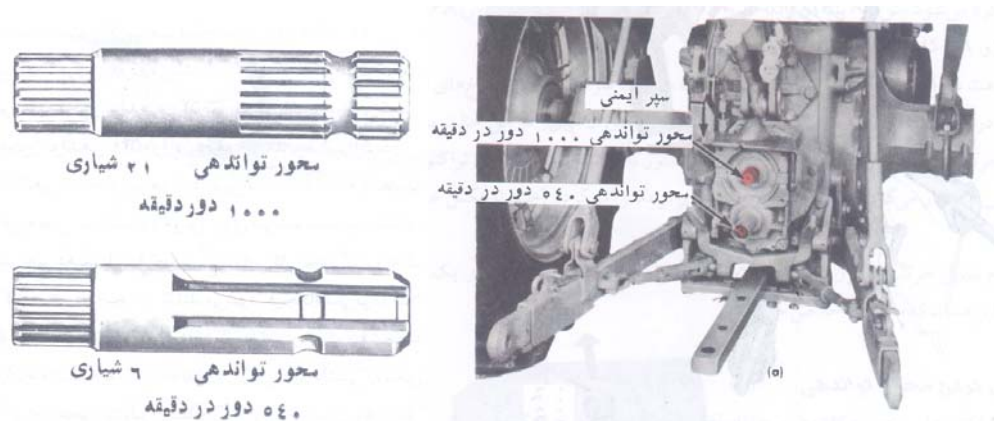 محور تواندهی ۲۱ شیاری
۱۰۰۰ دور دقیقه
محور تواندهی ۶ شیاری
۵۴۰ دور در دقیقه
سپر ایمنی
محور تواندهی ۱۰۰۰ دور در دقیقه
محور تواندهی ۵۴۰ دور در دقیقه
(۵)